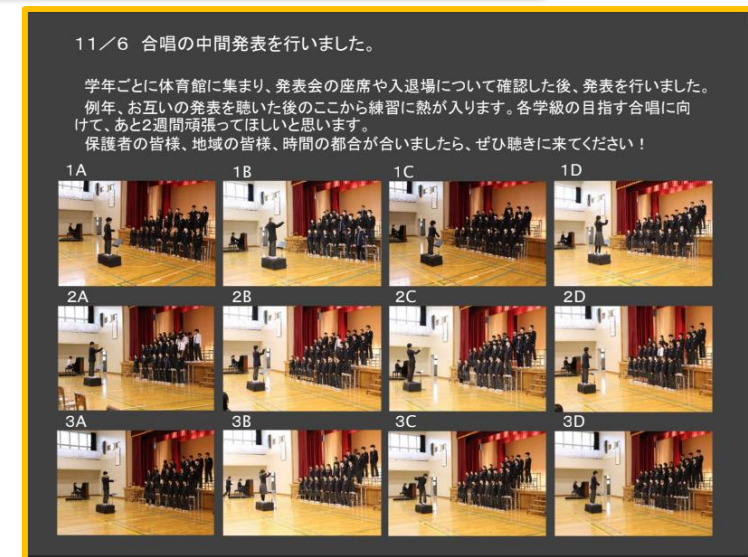 11／6 合唱の中間発表を行いました。
学年ごとに体育館に集まり、発表会の座席や入退場について確認した後、発表を行いました。
例年、お互いの発表を聴いた後のここから練習に熱が入ります。各学級の目指す合唱に向
けて、あと２週間頑張ってほしいと思います。
保護者の皆様、地域の皆様、時間の都合が合いましたら、ぜひ聴きに来てください！
1A
1B
1C
1D
2A
2B
2C
2D
3A
3B
3C
3D